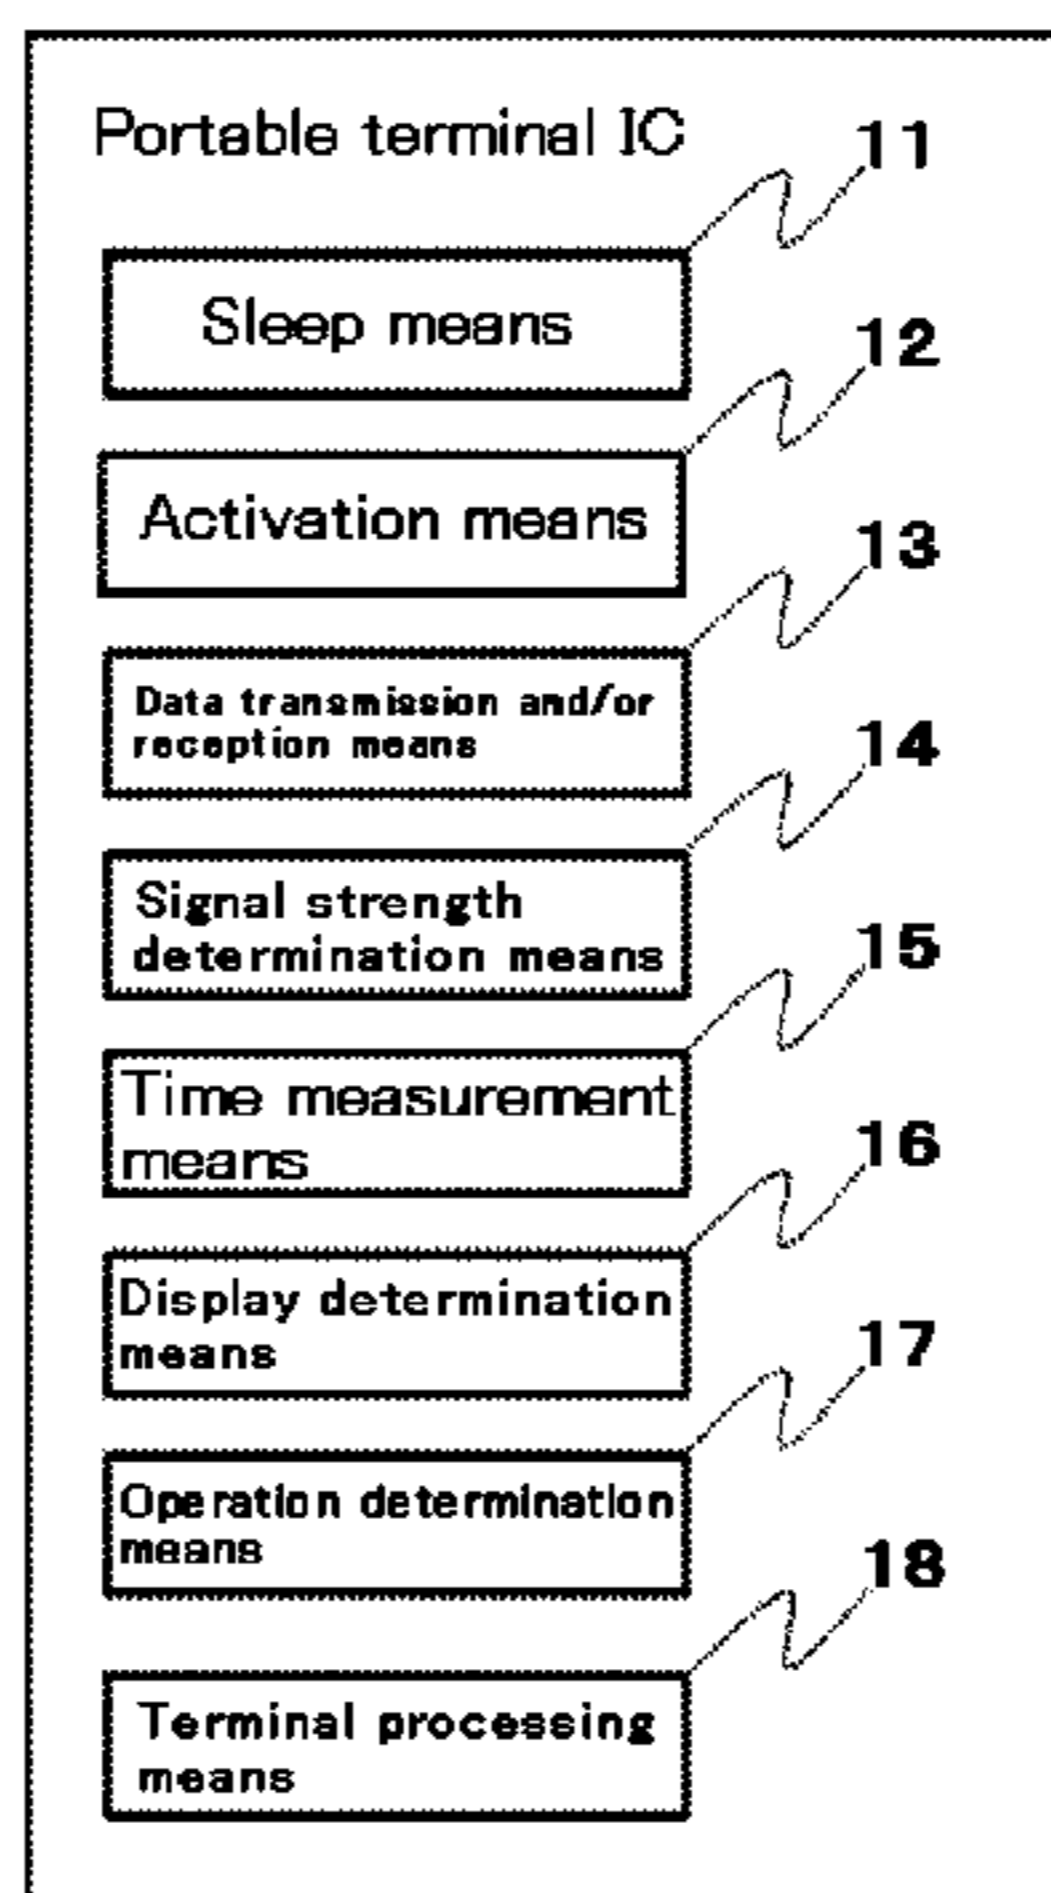 Portable terminal IC
11
Sleep means
12
Activation means
13
Data transmission and/or
reception means
14
Signal strength
determination means
15
Time measurement
means
16
Display determination
means
17
Operation determination
means
18
Terminal processing
means